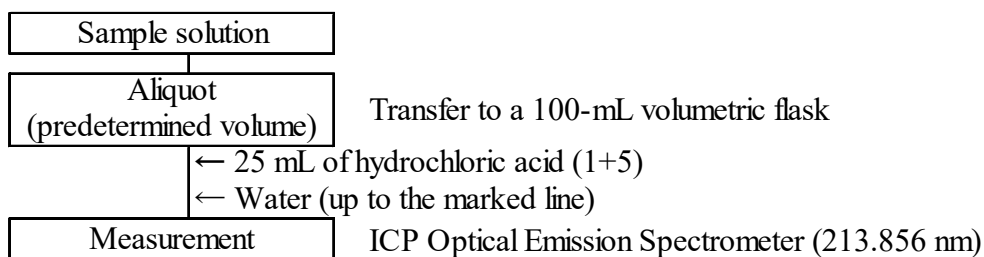 Sample solution
Aliquot
(predetermined volume)
Transfer to a 100-mL volumetric flask
← 25 mL of hydrochloric acid (1+5)
← Water (up to the marked line)
Measurement
ICP Optical Emission Spectrometer (213.856 nm)